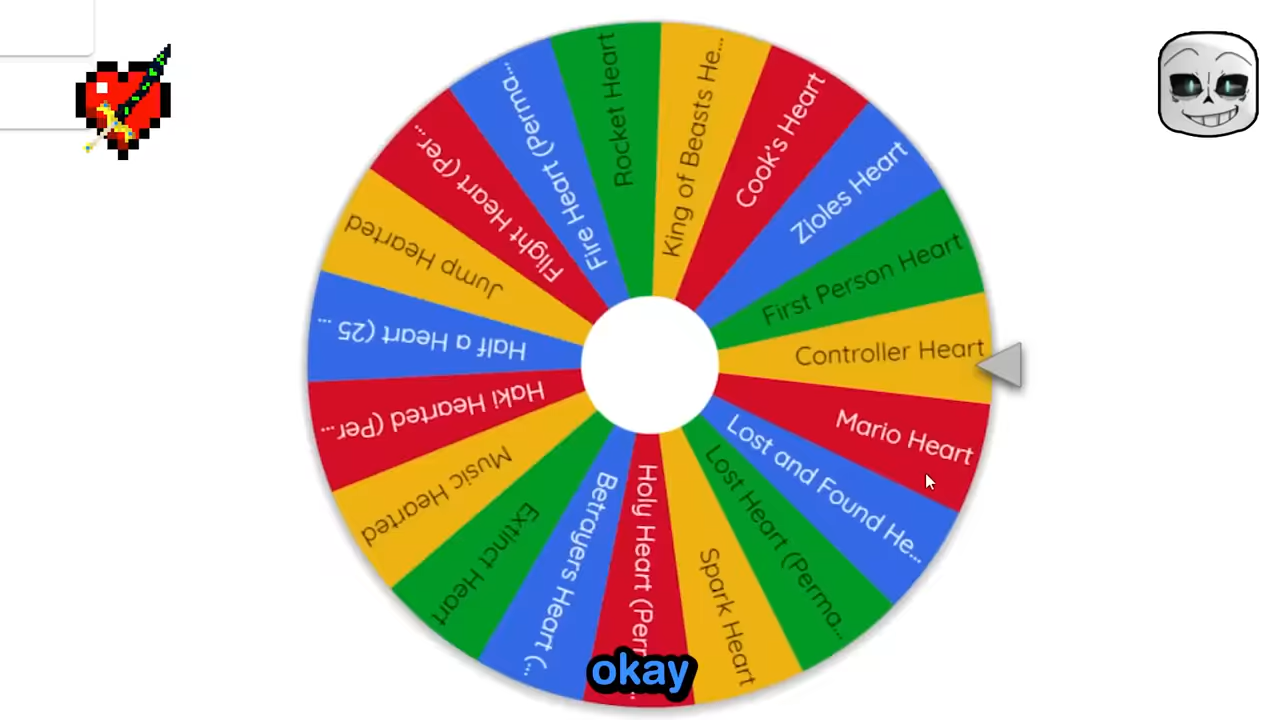 Rocket Heart
King of Beasts He...
Cook's Heart
Zioles Heart
First Person Heart
Controller Heart
Mario Heart
Lost and Found He...
Lost Heart (Perma...
Spark Heart
Holy Heart (Perm...
Betrayers Heart (...
Extinct Heart
Music Hearted
Haki Hearted (Per...
Half a Heart (25 ...
Jump Hearted
Flight Heart (Per...
Fire Heart (Perma...
okay